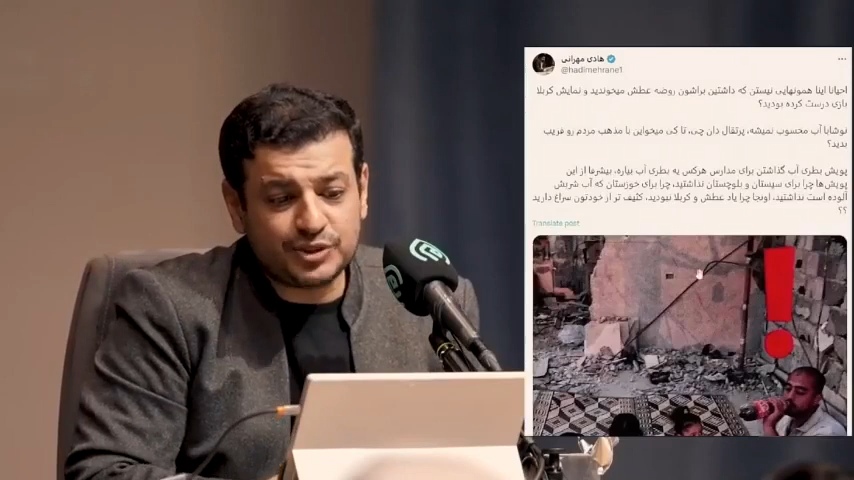 هادی مهرانی
@hadimehrane1
احیانا اینا همونهایی نیستن که داشتین براشون روضه عطش میخوندید و نمایش کربلا
بازی درست کرده بودید؟
نوشابا آب محسوب نمیشه، پرتقال دان چی، تا کی میخواین با مذهب مردم رو فریب
بدید؟
پویش بطری آب گذاشتن برای مدارس هرکس یه بطری آب بیاره، بیشرفا از این
پویش‌ها چرا برای سیستان و بلوچستان نذاشتید، چرا برای خوزستان که آب شربش
آلوده است نذاشتید، اونجا چرا یاد عطش و کربلا نبودید، کثیف تر از خودتون سراغ دارید
؟؟
Translate post